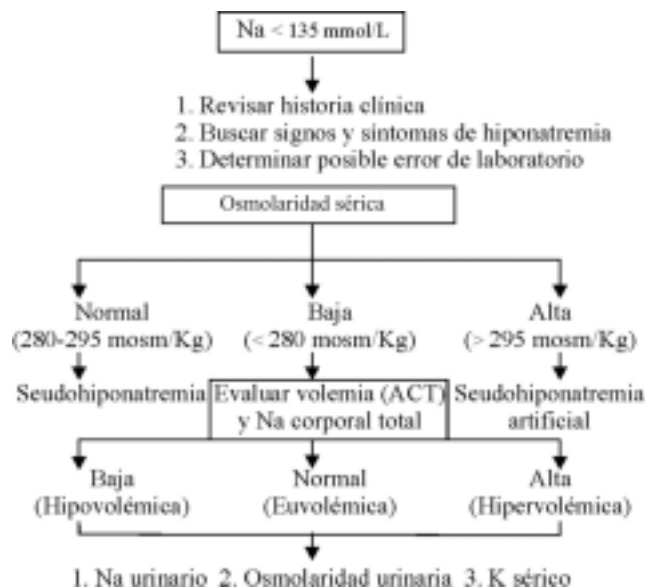 Na < 135 mmol/L
1. Revisar historia clínica
2. Buscar signos y síntomas de hiponatremia
3. Determinar posible error de laboratorio
Osmolaridad sérica
Normal Baja Alta
(280-295 mosm/Kg) (<280 mosm/Kg) (> 295 mosm/Kg)
Seudohiponatremia Evaluar volemia (ACT) Seudohiponatremia
y Na corporal total artificial
Baja Normal Alta
(Hipovolémica) (Euvolémica) (Hipervolémica)
1. Na urinario 2. Osmolaridad urinaria 3. K sérico